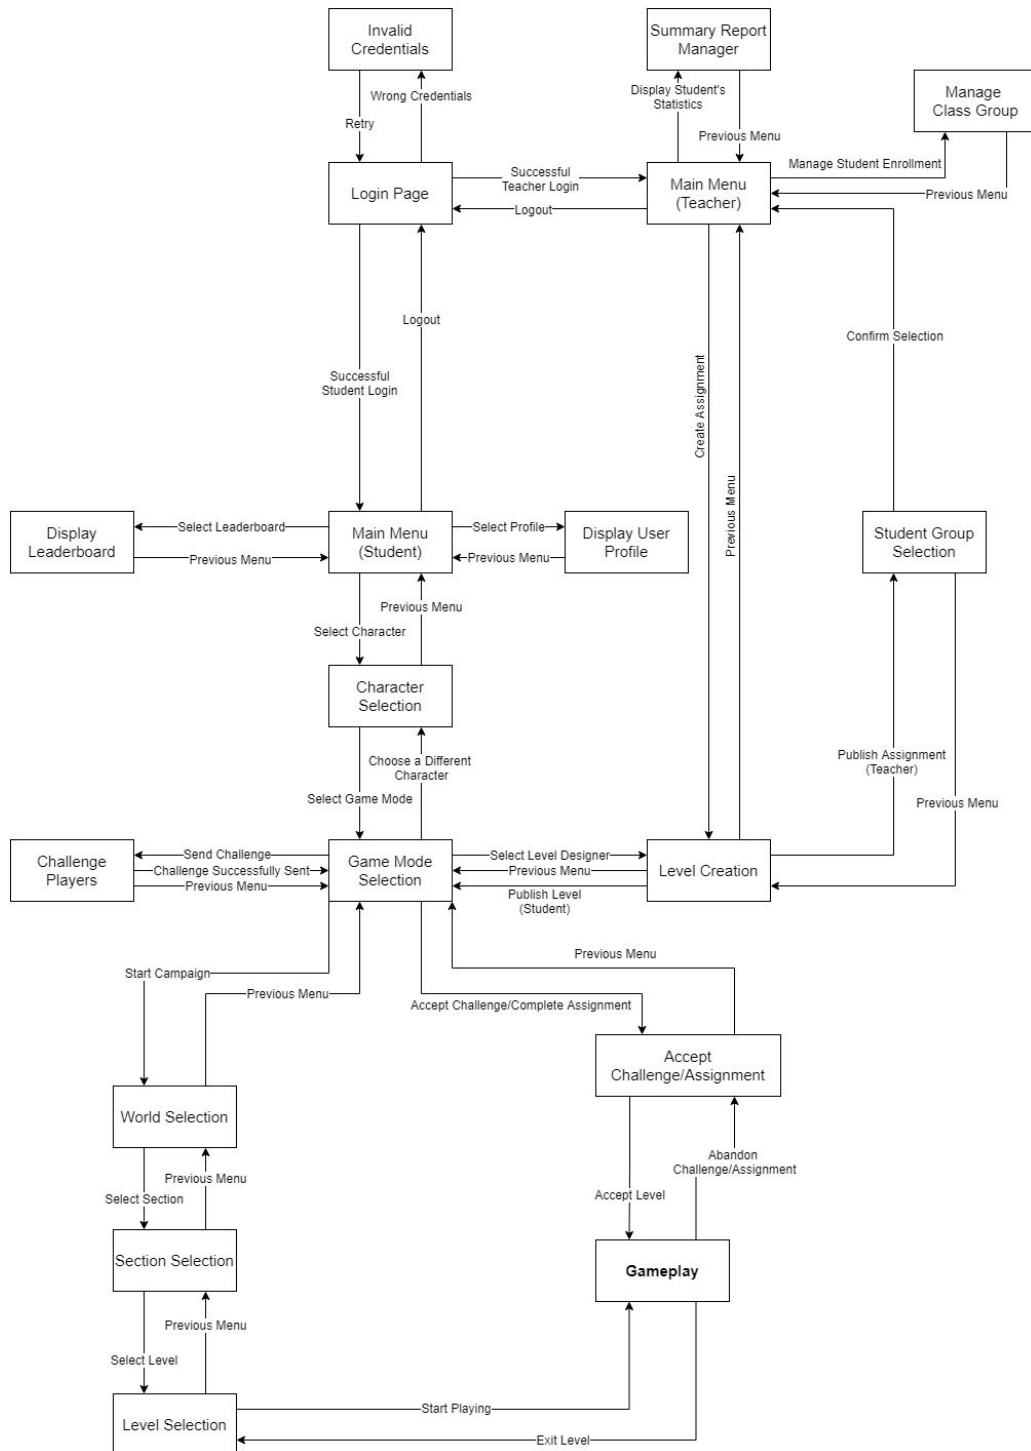 Invalid
Credentials
Summary Report
Manager
Manage
Class Group
Wrong Credentials
Retry
Display Student's
Statistics
Previous Menu
Manage Student Enrollment
Previous Menu
Login Page
Successful
Teacher Login
Logout
Main Menu
(Teacher)
Logout
Successful
Student Login
Create Assignment
Previous Menu
Confirm Selection
Display
Leaderboard
Select Leaderboard
Previous Menu
Main Menu
(Student)
Select Profile
Previous Menu
Display User
Profile
Student Group
Selection
Previous Menu
Select Character
Character
Selection
Choose a Different
Character
Select Game Mode
Publish Assignment
(Teacher)
Previous Menu
Challenge
Players
Send Challenge
Challenge Successfully Sent
Previous Menu
Game Mode
Selection
Select Level Designer
Previous Menu
Publish Level
(Student)
Level Creation
Start Campaign
Previous Menu
Accept Challenge/Complete Assignment
Previous Menu
Accept
Challenge/Assignment
World Selection
Previous Menu
Select Section
Abandon
Challenge/Assignment
Accept Level
Section Selection
Gameplay
Previous Menu
Select Level
Level Selection
Start Playing
Exit Level